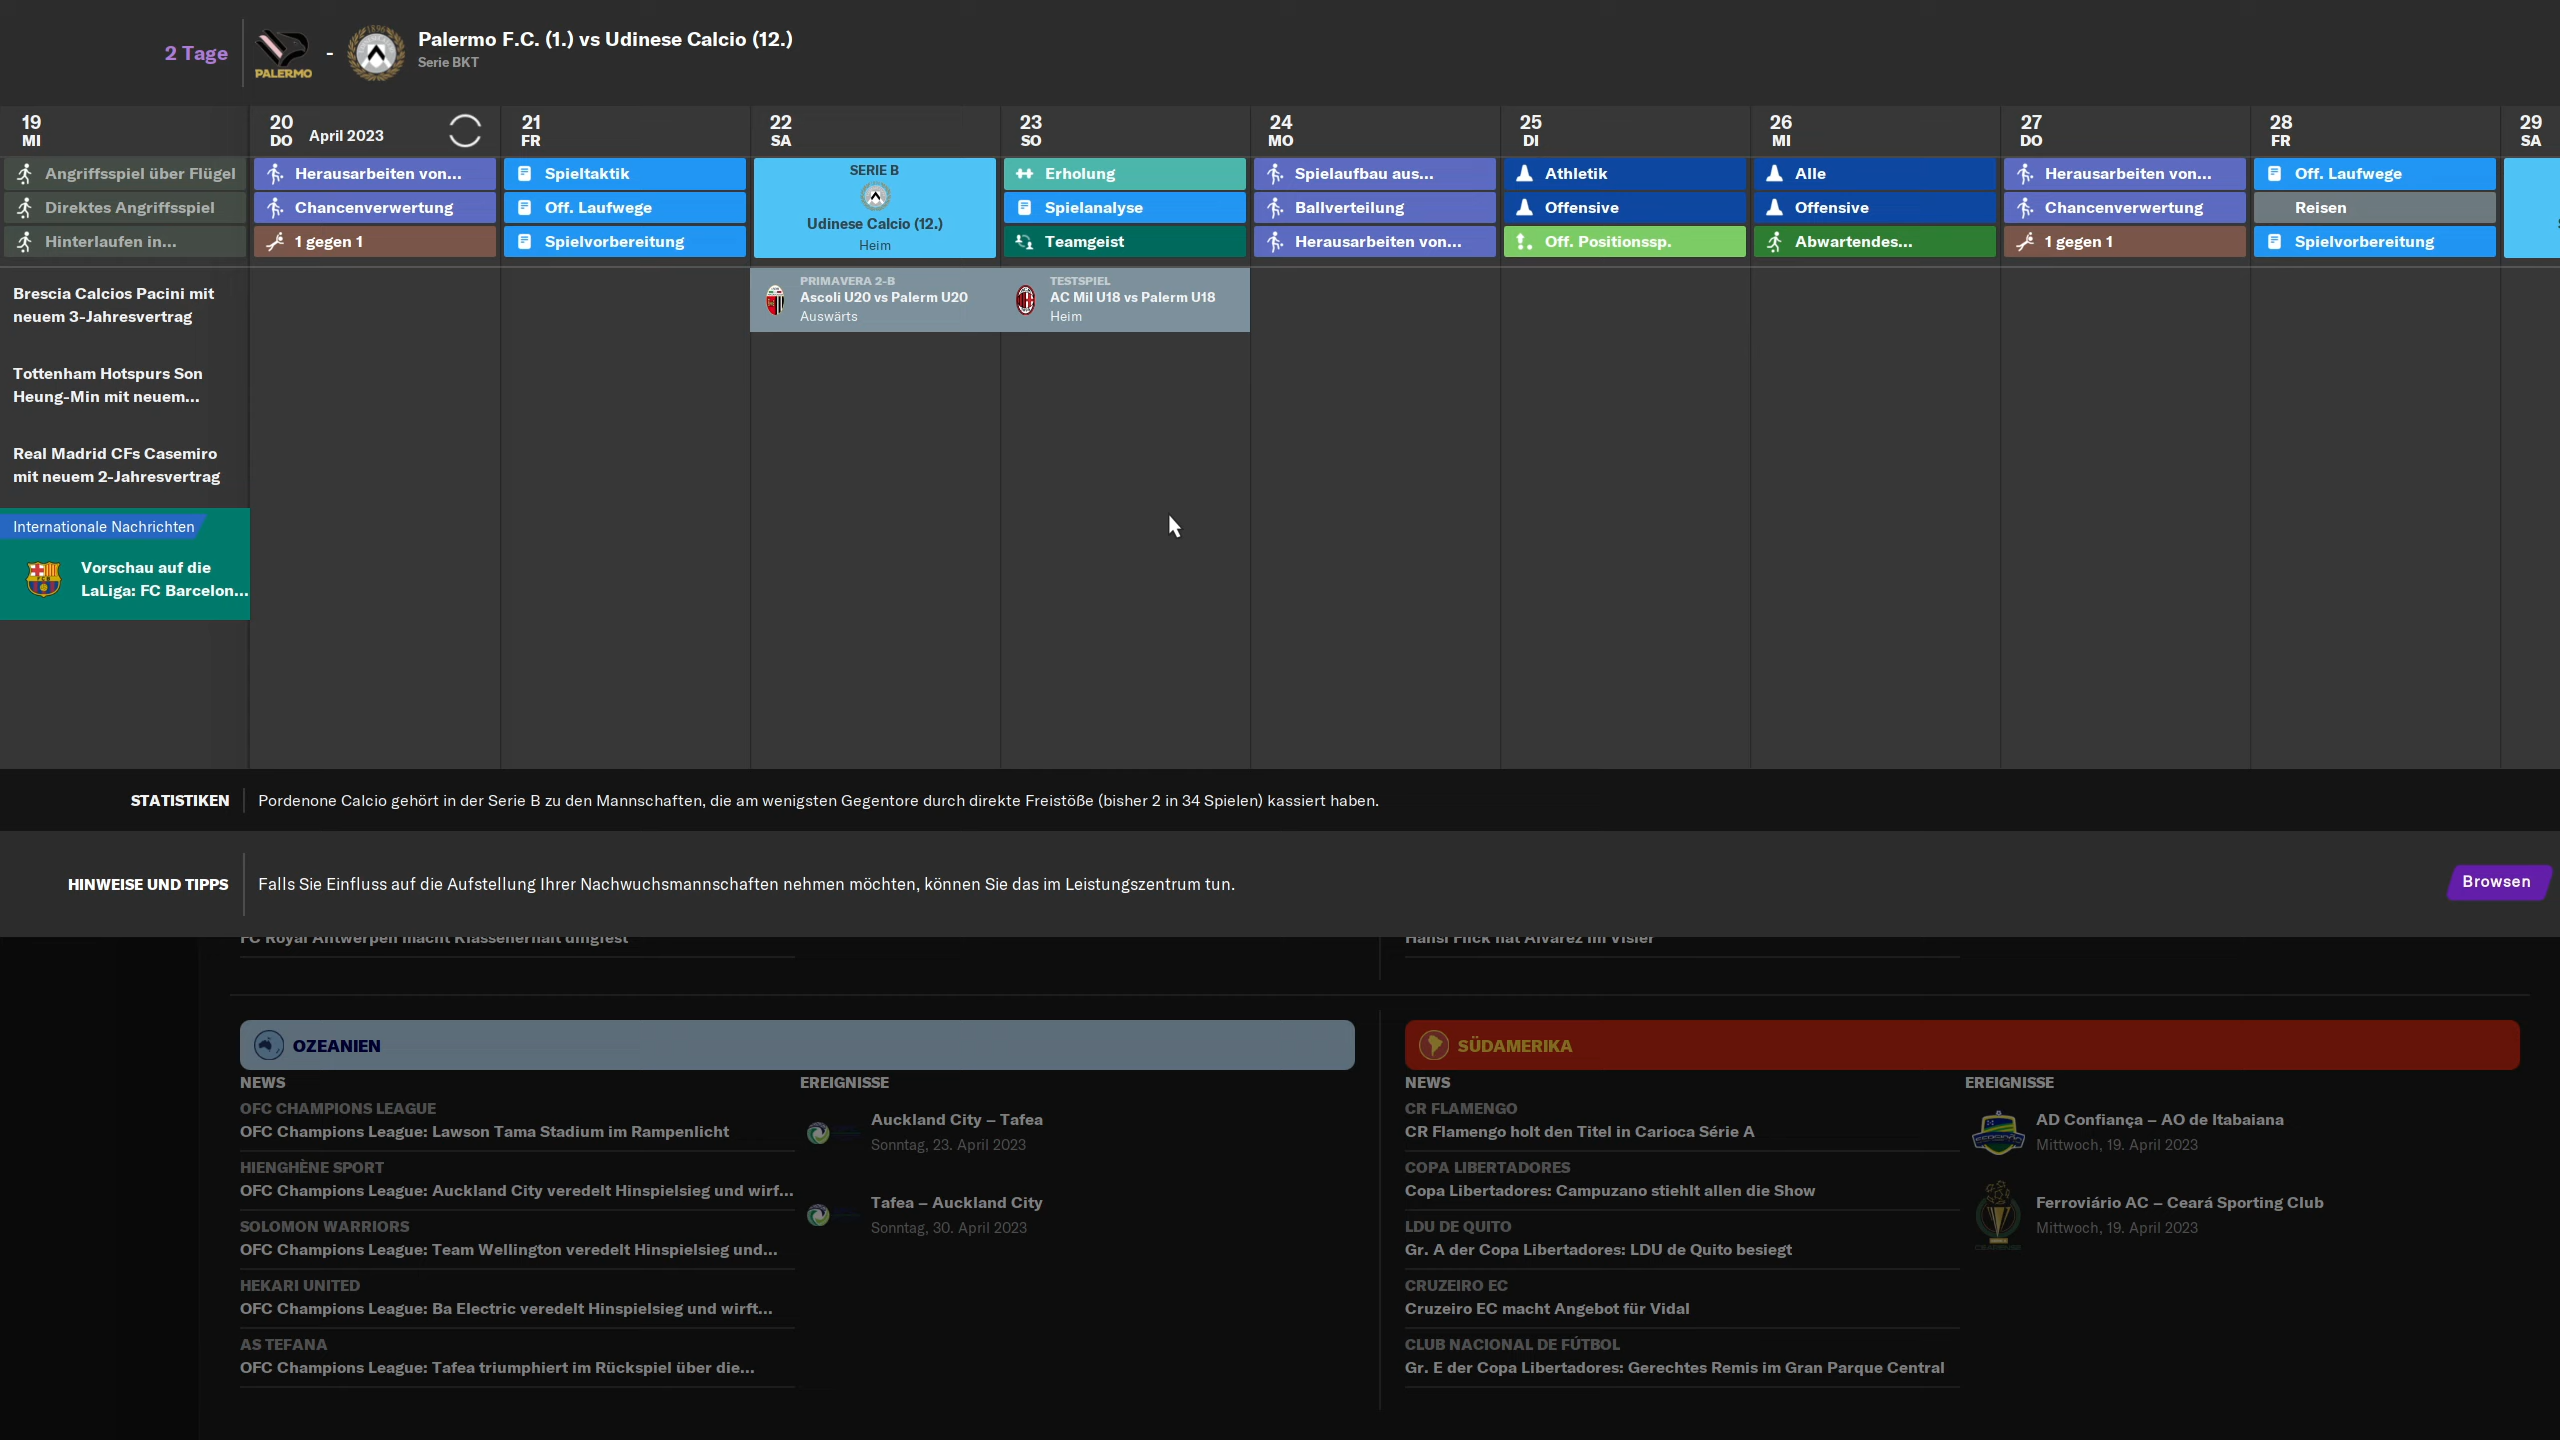 2 Tage
PALERMO
-
Palermo F.C. (1.) vs Udinese Calcio (12.)
Serie BKT
19
MI
20
DO
April 2023
21
FR
22
SA
23
SO
24
MO
25
DI
26
MI
27
DO
28
FR
29
SA
Angriffsspiel über Flügel
Direktes Angriffsspiel
Hinterlaufen in...
Herausarbeiten von...
Chancenverwertung
1 gegen 1
Spieltaktik
Off. Laufwege
Spielvorbereitung
SERIE B
Udinese Calcio (12.)
Heim
Erholung
Spielanalyse
Teamgeist
Spielaufbau aus...
Ballverteilung
Herausarbeiten von...
Athletik
Offensive
Off. Positionssp.
Alle
Offensive
Abwartendes...
Herausarbeiten von...
Chancenverwertung
1 gegen 1
Off. Laufwege
Reisen
Spielvorbereitung
PRIMAVERA 2-B
Ascoli U20 vs Palerm U20
Auswärts
TESTSPIEL
AC Mil U18 vs Palerm U18
Heim
Brescia Calcios Pacini mit
neuem 3-Jahresvertrag
Tottenham Hotspurs Son
Heung-Min mit neuem...
Real Madrid CFs Casemiro
mit neuem 2-Jahresvertrag
Internationale Nachrichten
Vorschau auf die
LaLiga: FC Barcelon...
STATISTIKEN
Pordenone Calcio gehört in der Serie B zu den Mannschaften, die am wenigsten Gegentore durch direkte Freistöße (bisher 2 in 34 Spielen) kassiert haben.
HINWEISE UND TIPPS
Falls Sie Einfluss auf die Aufstellung Ihrer Nachwuchsmannschaften nehmen möchten, können Sie das im Leistungszentrum tun.
Browsen
FC Royal Antwerpen macht Klassenerhalt dingfest
Hansi Flick hat Alvarez im Visier
OZEANIEN
NEWS
OFC CHAMPIONS LEAGUE
OFC Champions League: Lawson Tama Stadium im Rampenlicht
HIENGHÈNE SPORT
OFC Champions League: Auckland City veredelt Hinspielsieg und wirf...
SOLOMON WARRIORS
OFC Champions League: Team Wellington veredelt Hinspielsieg und...
HEKARI UNITED
OFC Champions League: Ba Electric veredelt Hinspielsieg und wirft...
AS TEFANA
OFC Champions League: Tafea triumphiert im Rückspiel über die...
EREIGNISSE
Auckland City – Tafea
Sonntag, 23. April 2023
Tafea – Auckland City
Sonntag, 30. April 2023
SÜDAMERIKA
NEWS
CR FLAMENGO
CR Flamengo holt den Titel in Carioca Série A
COPA LIBERTADORES
Copa Libertadores: Campuzano stiehlt allen die Show
LDU DE QUITO
Gr. A der Copa Libertadores: LDU de Quito besiegt
CRUZEIRO EC
Cruzeiro EC macht Angebot für Vidal
CLUB NACIONAL DE FÚTBOL
Gr. E der Copa Libertadores: Gerechtes Remis im Gran Parque Central
EREIGNISSE
AD Confiança – AO de Itabaiana
Mittwoch, 19. April 2023
Ferroviário AC – Ceará Sporting Club
Mittwoch, 19. April 2023